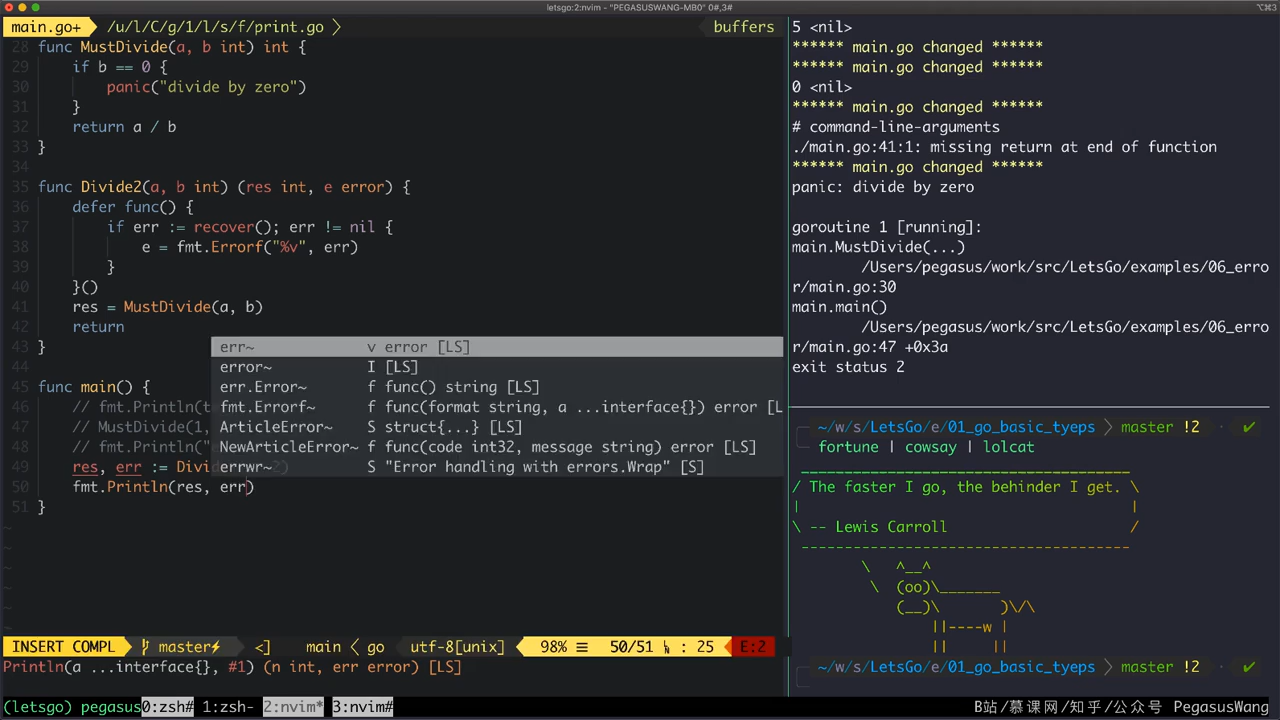 letsgo:2:nvim - "PEGASUSWANG-MB0" 0#,3#
⌥⌘3
main.go+ /u/l/C/g/1/l/s/f/print.go buffers
28 func MustDivide(a, b int) int {
29 if b == 0 {
30 panic("divide by zero")
31 }
32 return a / b
33 }
34
35 func Divide2(a, b int) (res int, e error) {
36 defer func() {
37 if err := recover(); err != nil {
38 e = fmt.Errorf("%v", err)
39 }
40 }()
41 res = MustDivide(a, b)
42 return
43 }
44
45 func main() {
46 // fmt.Println(t
47 // MustDivide(1,
48 // fmt.Println("
49 res, err := Divid 2)
50 fmt.Println(res, err)
51 }
err~ v error [LS]
error~ I [LS]
err.Error~ f func() string [LS]
fmt.Errorf~ f func(format string, a ...interface{}) error [L
ArticleError~ S struct{...} [LS]
NewArticleError~ f func(code int32, message string) error [LS]
errwr~ S "Error handling with errors.Wrap" [S]
~
~
~
~
~
INSERT COMPL master⚡ <] main < go utf-8[unix] 98% ≡ 50/51 ㏑ : 25 E:2
Println(a ...interface{}, #1) (n int, err error) [LS]
5 <nil>
****** main.go changed ******
****** main.go changed ******
0 <nil>
****** main.go changed ******
# command-line-arguments
./main.go:41:1: missing return at end of function
****** main.go changed ******
panic: divide by zero
goroutine 1 [running]:
main.MustDivide(...)
/Users/pegasus/work/src/LetsGo/examples/06_erro
r/main.go:30
main.main()
/Users/pegasus/work/src/LetsGo/examples/06_erro
r/main.go:47 +0x3a
exit status 2
~/w/s/LetsGo/e/01_go_basic_tyeps master !2 ✔
fortune | cowsay | lolcat
______________________________________
/ The faster I go, the behinder I get. \
| |
\ -- Lewis Carroll /
--------------------------------------
\ ^__^
\ (oo)\_______
(__)\ )\/\
||----w |
|| ||
~/w/s/LetsGo/e/01_go_basic_tyeps master !2 ✔
(letsgo) pegasus 0:zsh# 1:zsh- 2:nvim* 3:nvim# B站/慕课网/知乎/公众号 PegasusWang